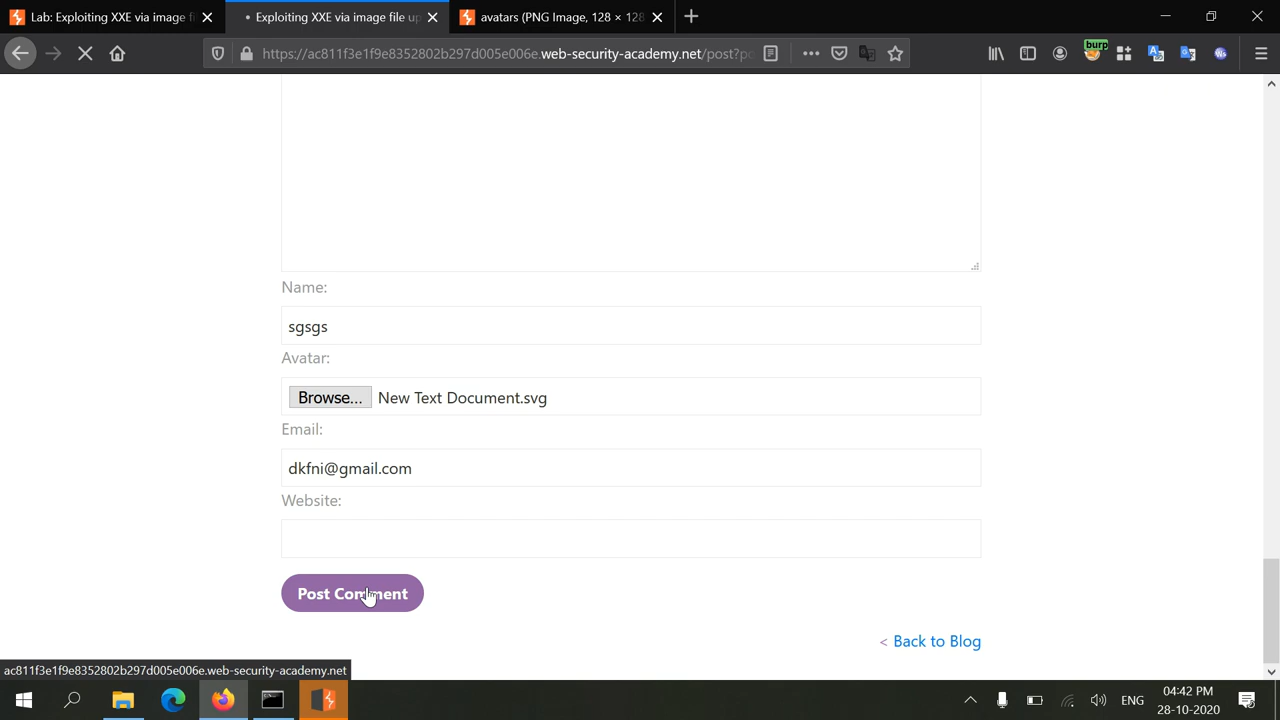 Lab: Exploiting XXE via image f
Exploiting XXE via image file up
avatars (PNG Image, 128 × 128
https://ac811f3e1f9e8352802b297d005e006e.web-security-academy.net/post?po
burp
Name:
sgsgs
Avatar:
Browse... New Text Document.svg
Email:
dkfni@gmail.com
Website:
Post Comment
< Back to Blog
ac811f3e1f9e8352802b297d005e006e.web-security-academy.net
ENG
04:42 PM
28-10-2020